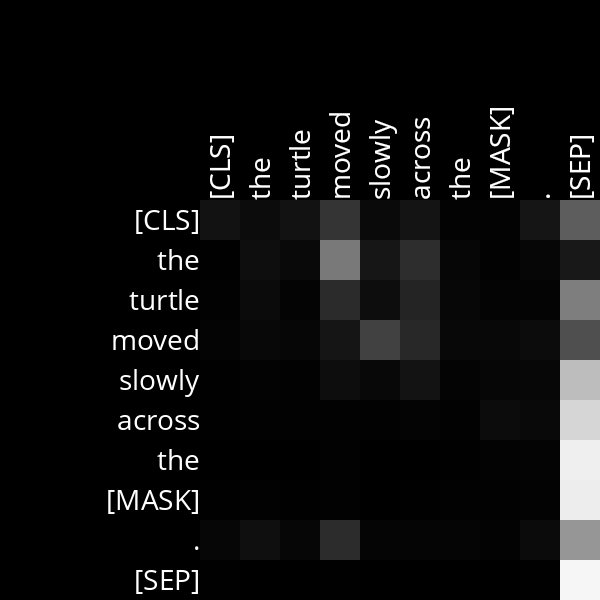 [CLS] the turtle moved slowly across the [MASK] . [SEP]
[CLS]
the
turtle
moved
slowly
across
the
[MASK]
.
[SEP]